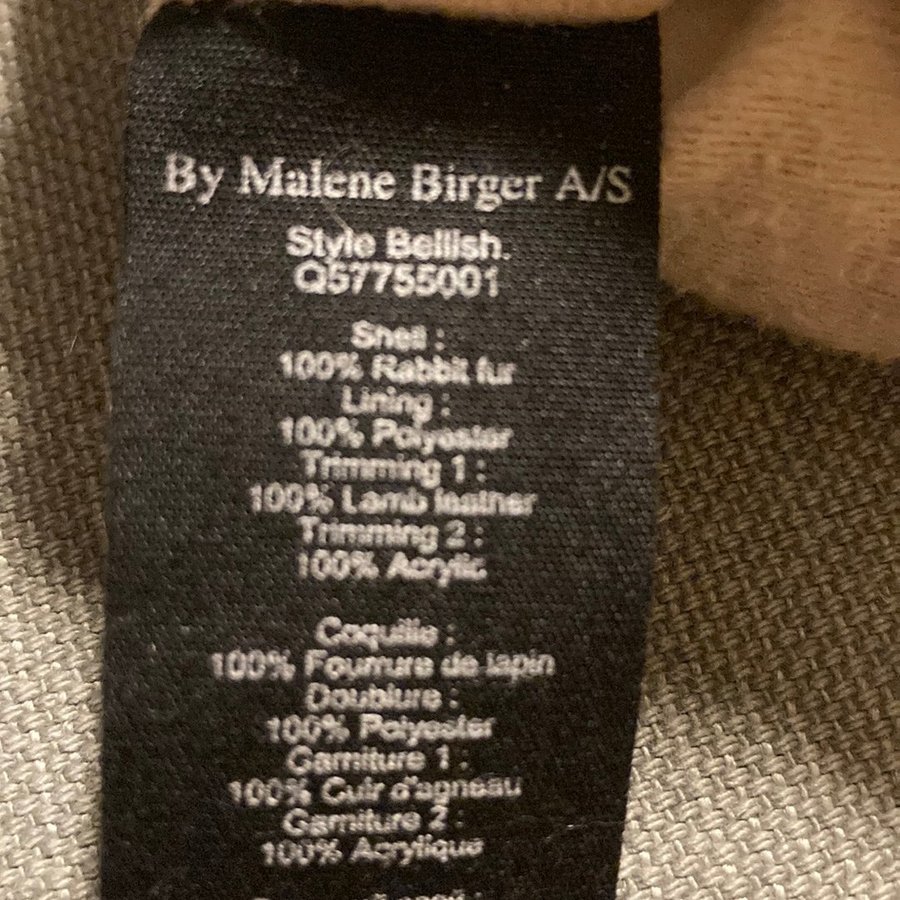 By Malene Birger A/S
Style Bellish.
Q57755001
Shell :
100% Rabbit fur
Lining :
100% Polyester
Trimming 1 :
100% Lamb leather
Trimming 2 :
100% Acrylic
Coquille :
100% Fourrure de lapin
Doublure :
100% Polyester
Garniture 1 :
100% Cuir d'agneau
Garniture 2 :
100% Acrylique